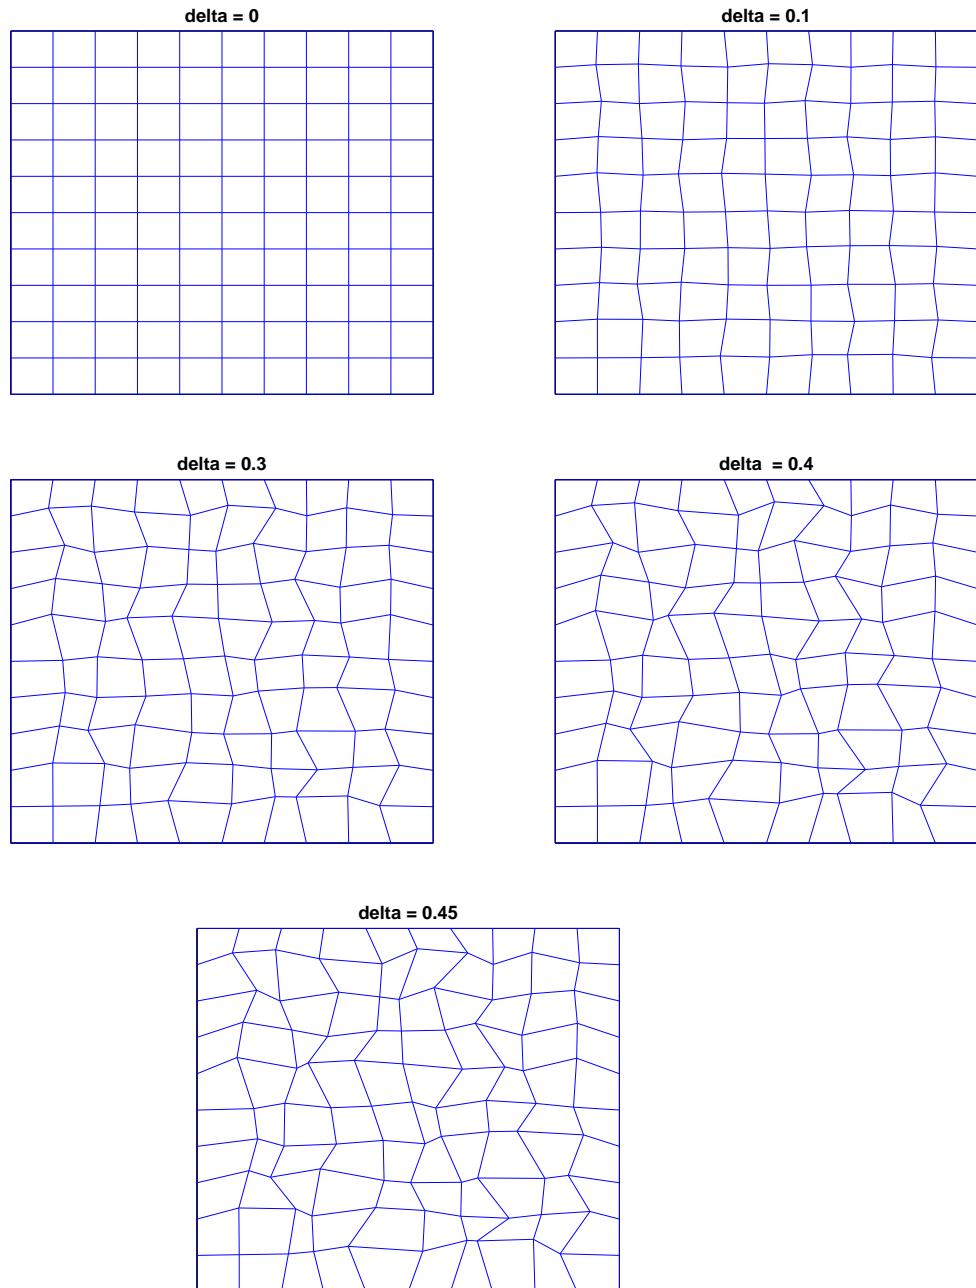 delta = 0
delta = 0.1
delta = 0.3
delta  = 0.4
delta = 0.45